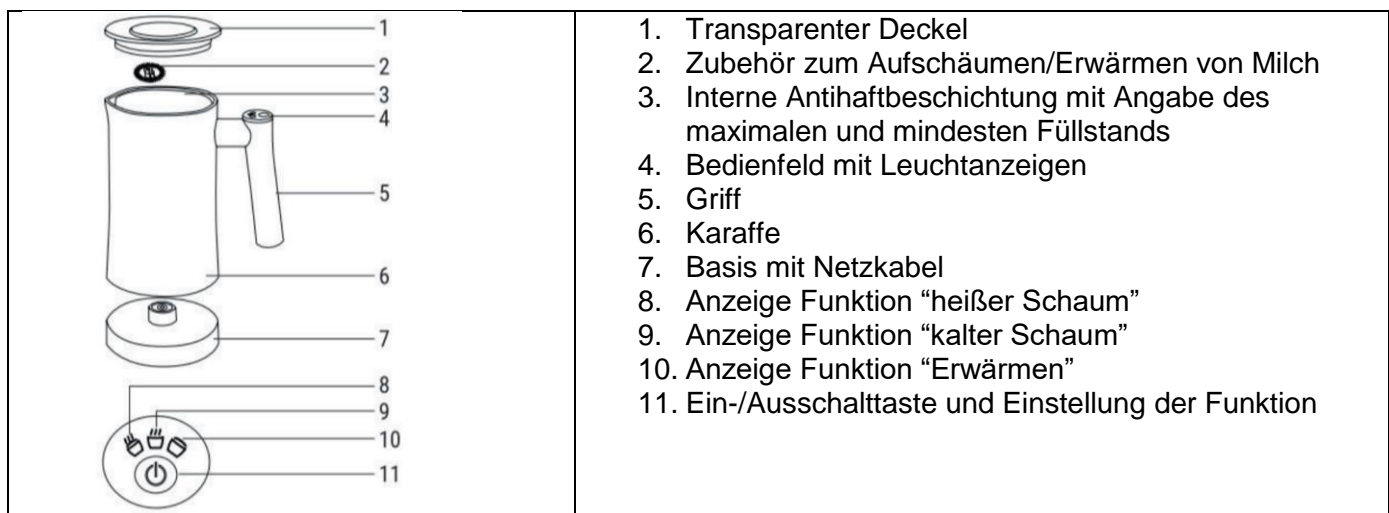 1
2
3
4
5
6
7
8
9
10
11
1. Transparenter Deckel
2. Zubehör zum Aufschäumen/Erwärmen von Milch
3. Interne Antihaftbeschichtung mit Angabe des
maximalen und mindesten Füllstands
4. Bedienfeld mit Leuchtanzeigen
5. Griff
6. Karaffe
7. Basis mit Netzkabel
8. Anzeige Funktion “heißer Schaum”
9. Anzeige Funktion “kalter Schaum”
10. Anzeige Funktion “Erwärmen”
11. Ein-/Ausschalttaste und Einstellung der Funktion